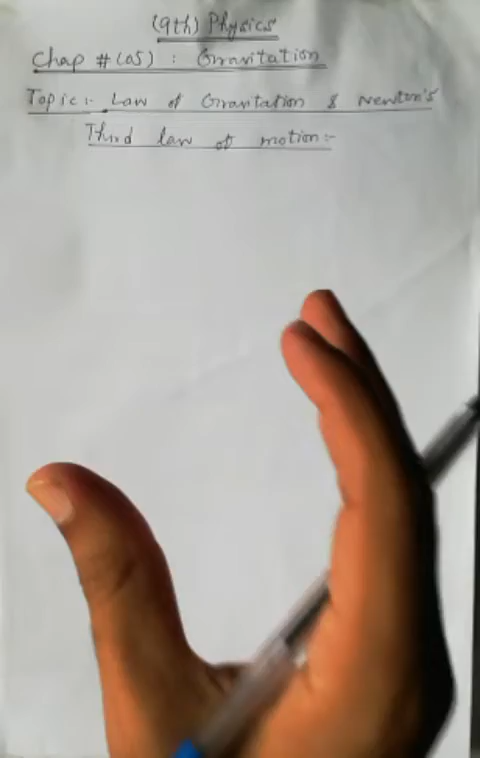 (9th) Physics
Chap # (05) : Gravitation
Topic:- Law of Gravitation & Newton's
Third law of motion:-